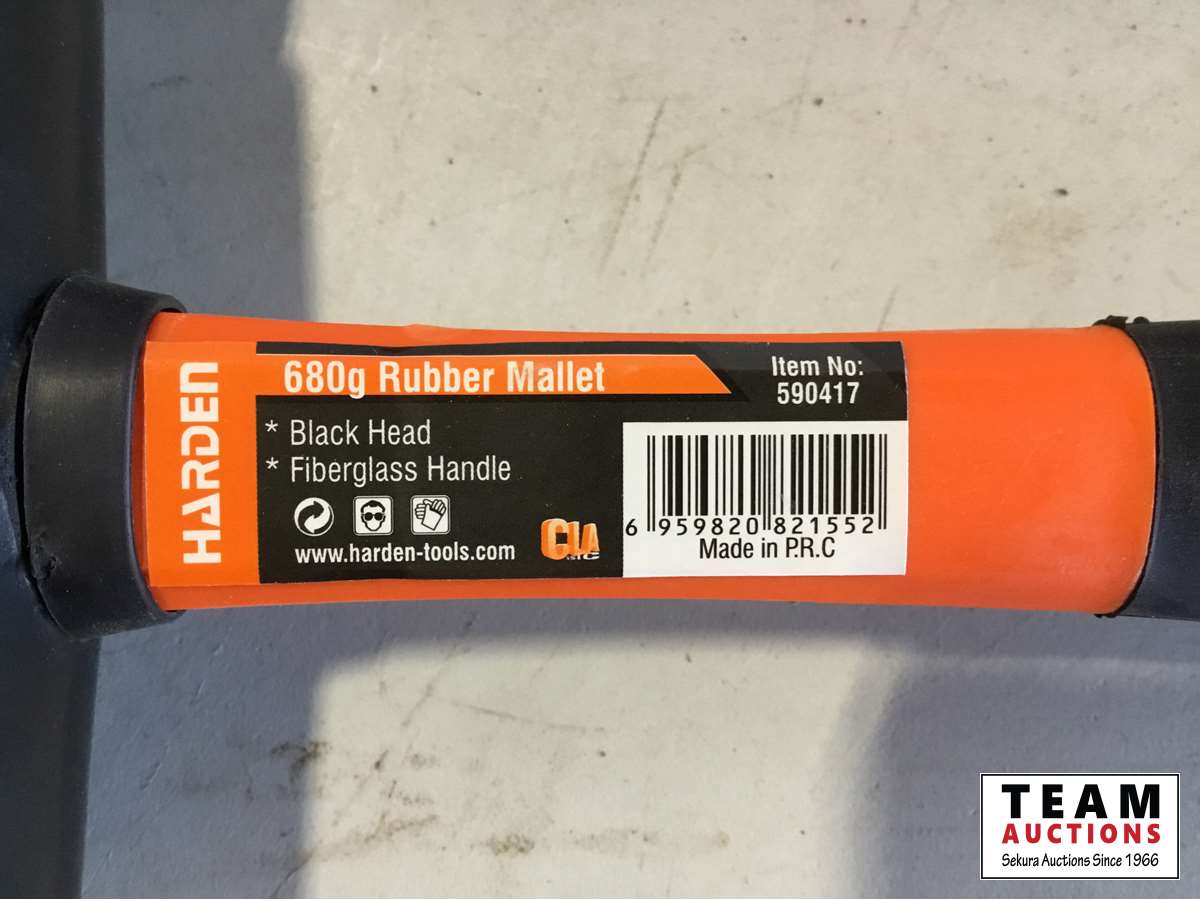 HARDEN
680g Rubber Mallet
Item No:
590417
* Black Head
* Fiberglass Handle
www.harden-tools.com
6 959820 821552
Made in P.R.C
TEAM
AUCTIONS
Sekura Auctions Since 1966